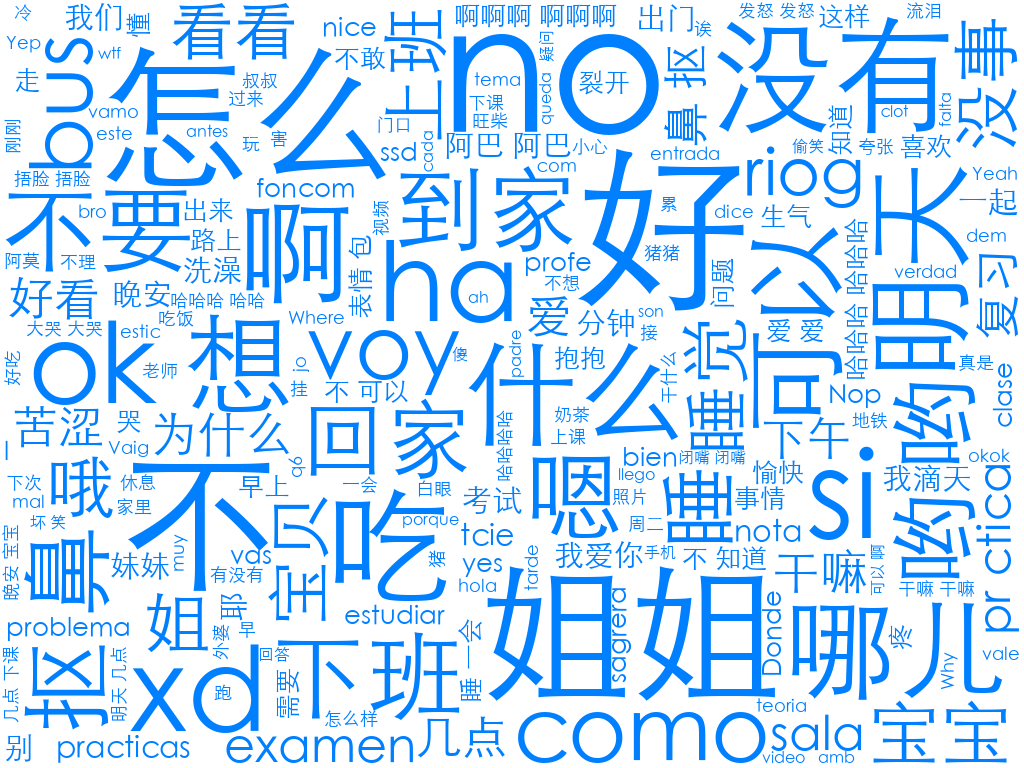 冷
我们
懂
看看
nice
上班
啊啊啊 啊啊啊
出门
诶
发怒 发怒
这样
流泪
Yep
wtf
不敢
no
疑问
抠
鼻
没有
没事
走
bus
叔叔
过来
怎么
tema
queda
裂开
vamo
este
antes
玩
害
门口
下课
旺柴
clot
falta
刚刚
ssd
cada
阿巴 阿巴
小心
偷笑
知道
夸张
喜欢
捂脸 捂脸
foncom
com
entrada
riog
Yeah
一起
不要
bro
出来
啊
视频
到家
好
累
dice
生气
可以
明天
dem
阿莫
不理
路上
洗澡
表情 包
ha
profe
不想
猪猪
问题
哈哈哈 哈哈哈
verdad
复习
好看
晚安
哈哈哈 哈哈
ah
爱
分钟
son
接
爱 爱
大哭 大哭
estic
吃饭
Where
voy
傻
padre
睡觉
真是
好吃
ok
老师
想
挂
jo
不 可以
什么
抱抱
干什么
Nop
clase
苦涩
哭
Vaig
为什么
回家
哈哈哈哈
奶茶
上课
下午
地铁
哟哟
一
哦
不
q6
嗯
bien
闭嘴 闭嘴
愉快
si
okok
我滴天
下次
mal
休息
家里
早上
一会
白眼
考试
llego
照片
事情
坏 笑
吃
porque
tcie
周二
nota
pr ctica
晚安 宝宝
鼻
抠
妹妹
muy
vas
有没有
宝贝
猪
yes
hola
tarde
我爱你
手机
不 知道
干嘛
可以 啊
干嘛 干嘛
problema
姐
耶
外婆
早
estudiar
姐姐
sagrera
Donde
哪儿
疼
Why
vale
几点 下课
明天 几点
xd
跑
回答
需要
下班
睡 一会
怎么样
teoria
别
practicas
examen
几点
como
sala
video
amb
宝宝